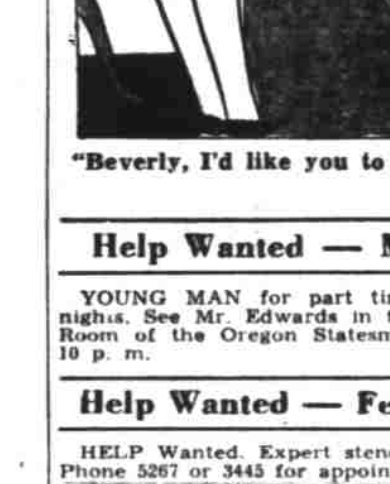 "Beverly, I'd like you to
Help Wanted —
YOUNG MAN for part
nights. See Mr. Edwards in
Room of the Oregon
10 p. m.
Help Wanted —
HELP Wanted. Expert
Phone 5267 or 3445 for